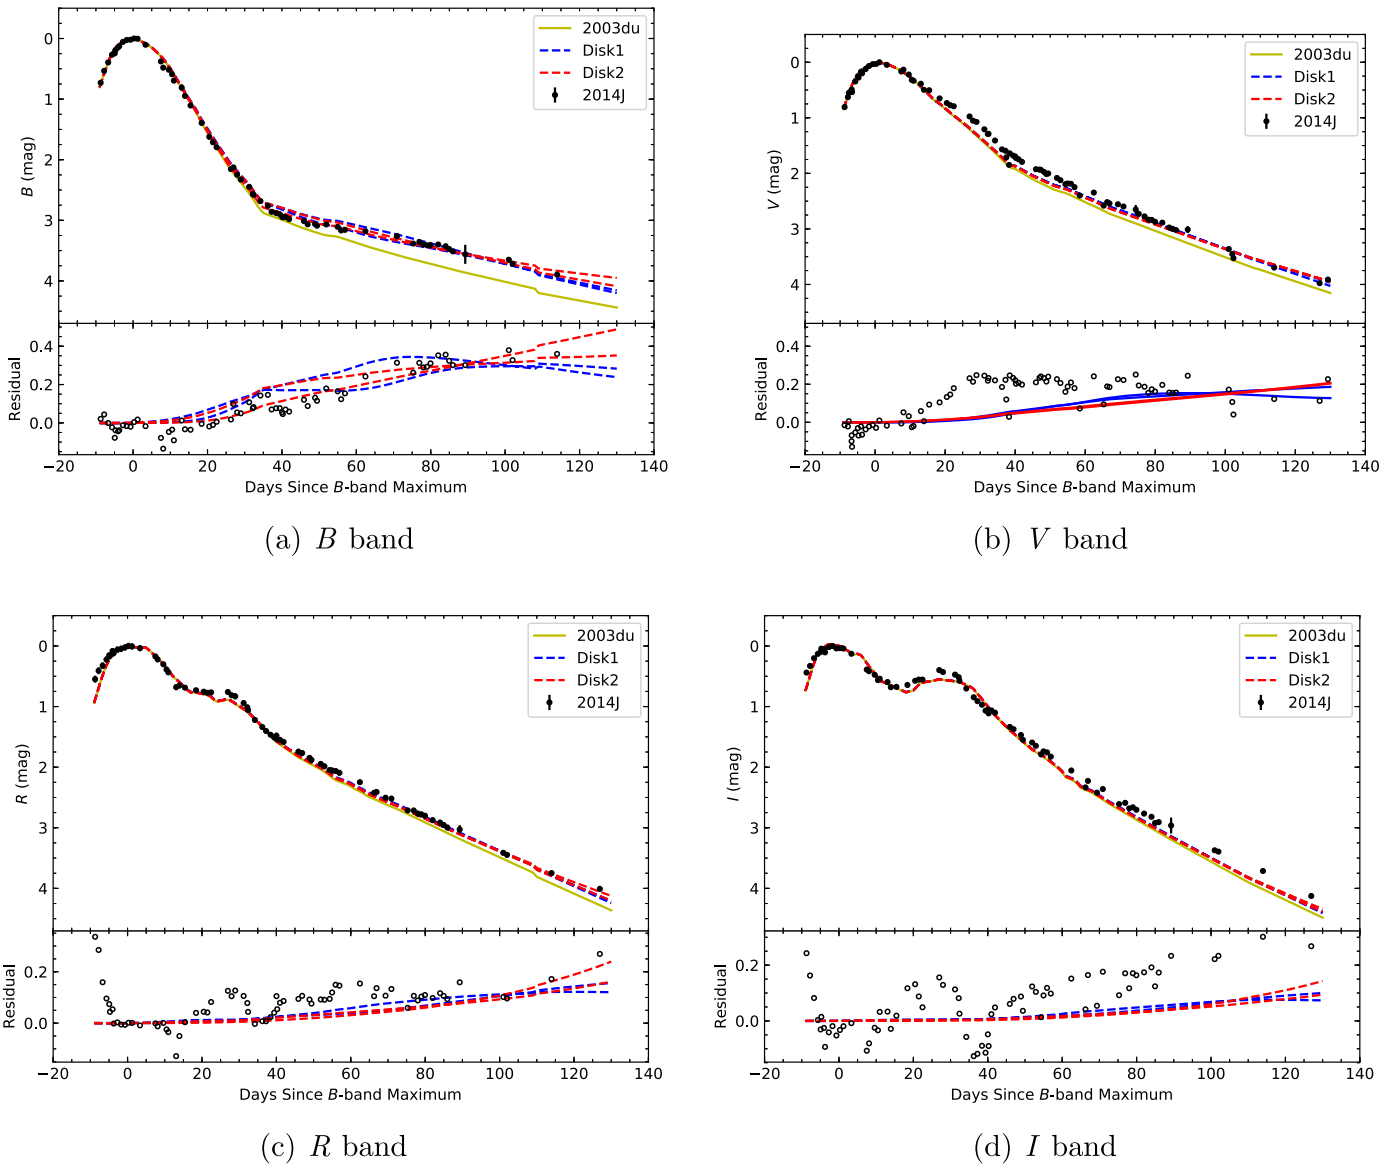 0
1
2
3
4
B (mag)
2003du
Disk1
Disk2
2014J
0.4
0.2
0.0
Residual
−20 0 20 40 60 80 100 120 140
Days Since B-band Maximum
(a) B band
0
1
2
3
4
V (mag)
2003du
Disk1
Disk2
2014J
0.4
0.2
0.0
Residual
−20 0 20 40 60 80 100 120 140
Days Since B-band Maximum
(b) V band
0
1
2
3
4
R (mag)
2003du
Disk1
Disk2
2014J
0.2
0.0
Residual
−20 0 20 40 60 80 100 120 140
Days Since B-band Maximum
(c) R band
0
1
2
3
4
I (mag)
2003du
Disk1
Disk2
2014J
0.2
0.0
Residual
−20 0 20 40 60 80 100 120 140
Days Since B-band Maximum
(d) I band